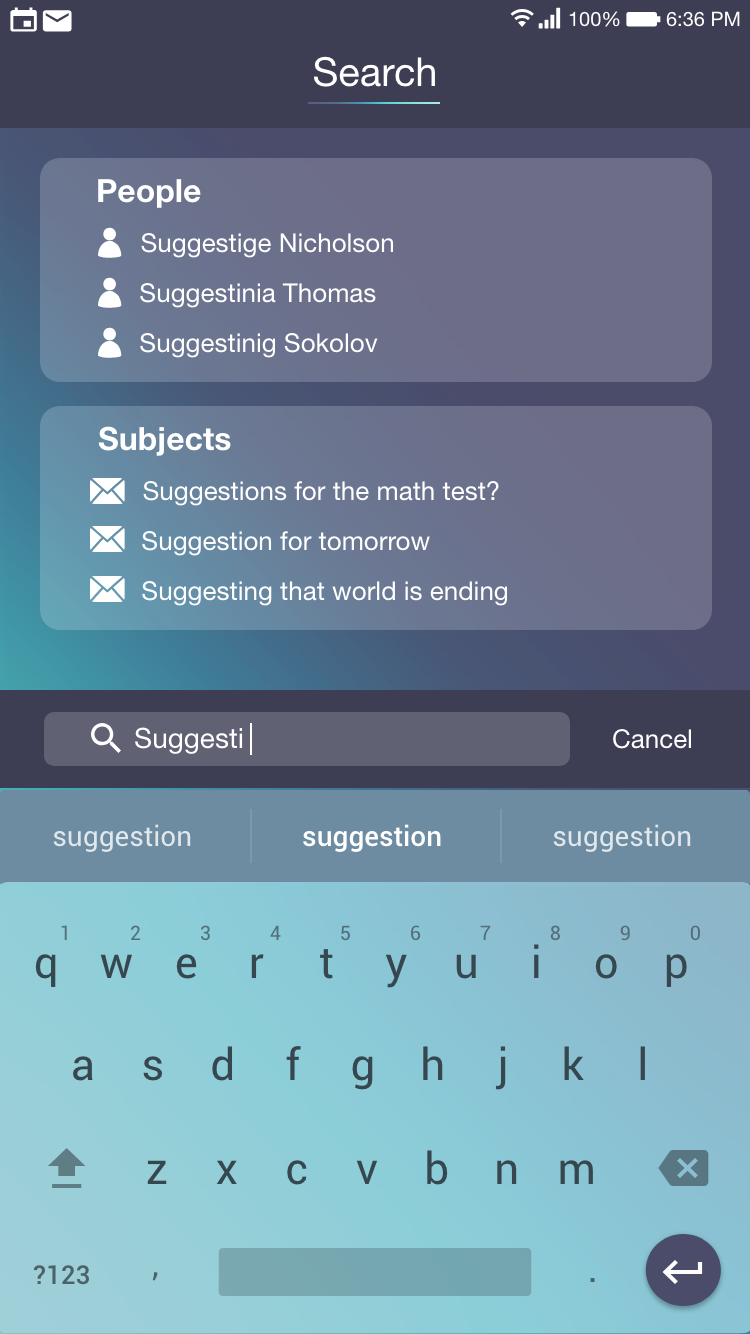 100% 6:36 PM
Search
People
Suggestige Nicholson
Suggestinia Thomas
Suggestinig Sokolov
Subjects
Suggestions for the math test?
Suggestion for tomorrow
Suggesting that world is ending
Suggesti Cancel
suggestion suggestion suggestion
1 2 3 4 5 6 7 8 9 0
q w e r t y u i o p
a s d f g h j k l
z x c v b n m
?123 , .